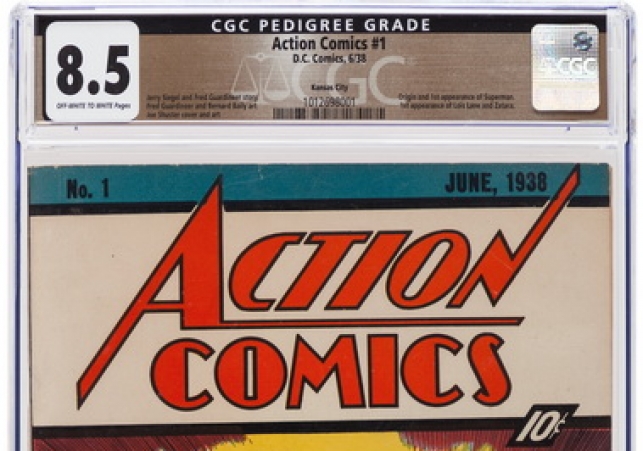 CGC PEDIGREE GRADE
8.5
OFF-WHITE TO WHITE Pages
Action Comics #1
D.C. Comics, 6/38
Kansas City
Jerry Siegel and Fred Guardineer story
Fred Guardineer and Bernard Baily art
Joe Shuster cover and art
1012098001
Origin and 1st appearance of Superman.
1st appearance of Lois Lane and Zatara.
CGC
CGC
No. 1
JUNE, 1938
ACTION
COMICS
10¢